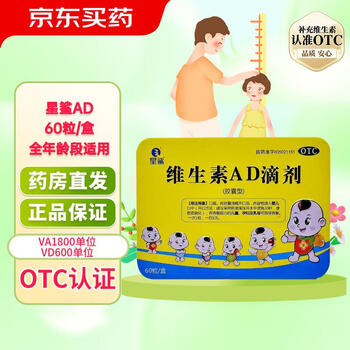 京东买药
补充维生素
认准OTC
品质 安心
星鲨AD
60粒/盒
全年龄段适用
药房直发
正品保证
VA1800单位
VD600单位
OTC认证
星鲨
OTC
维生素AD滴剂
(胶囊型)
60粒/盒